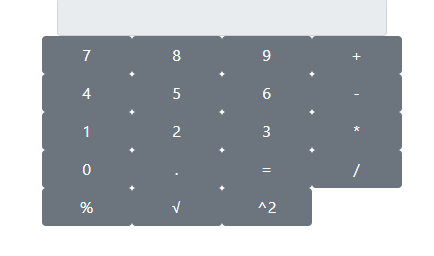 7 8 9 +
4 5 6 -
1 2 3 *
0 . = /
% √ ^2